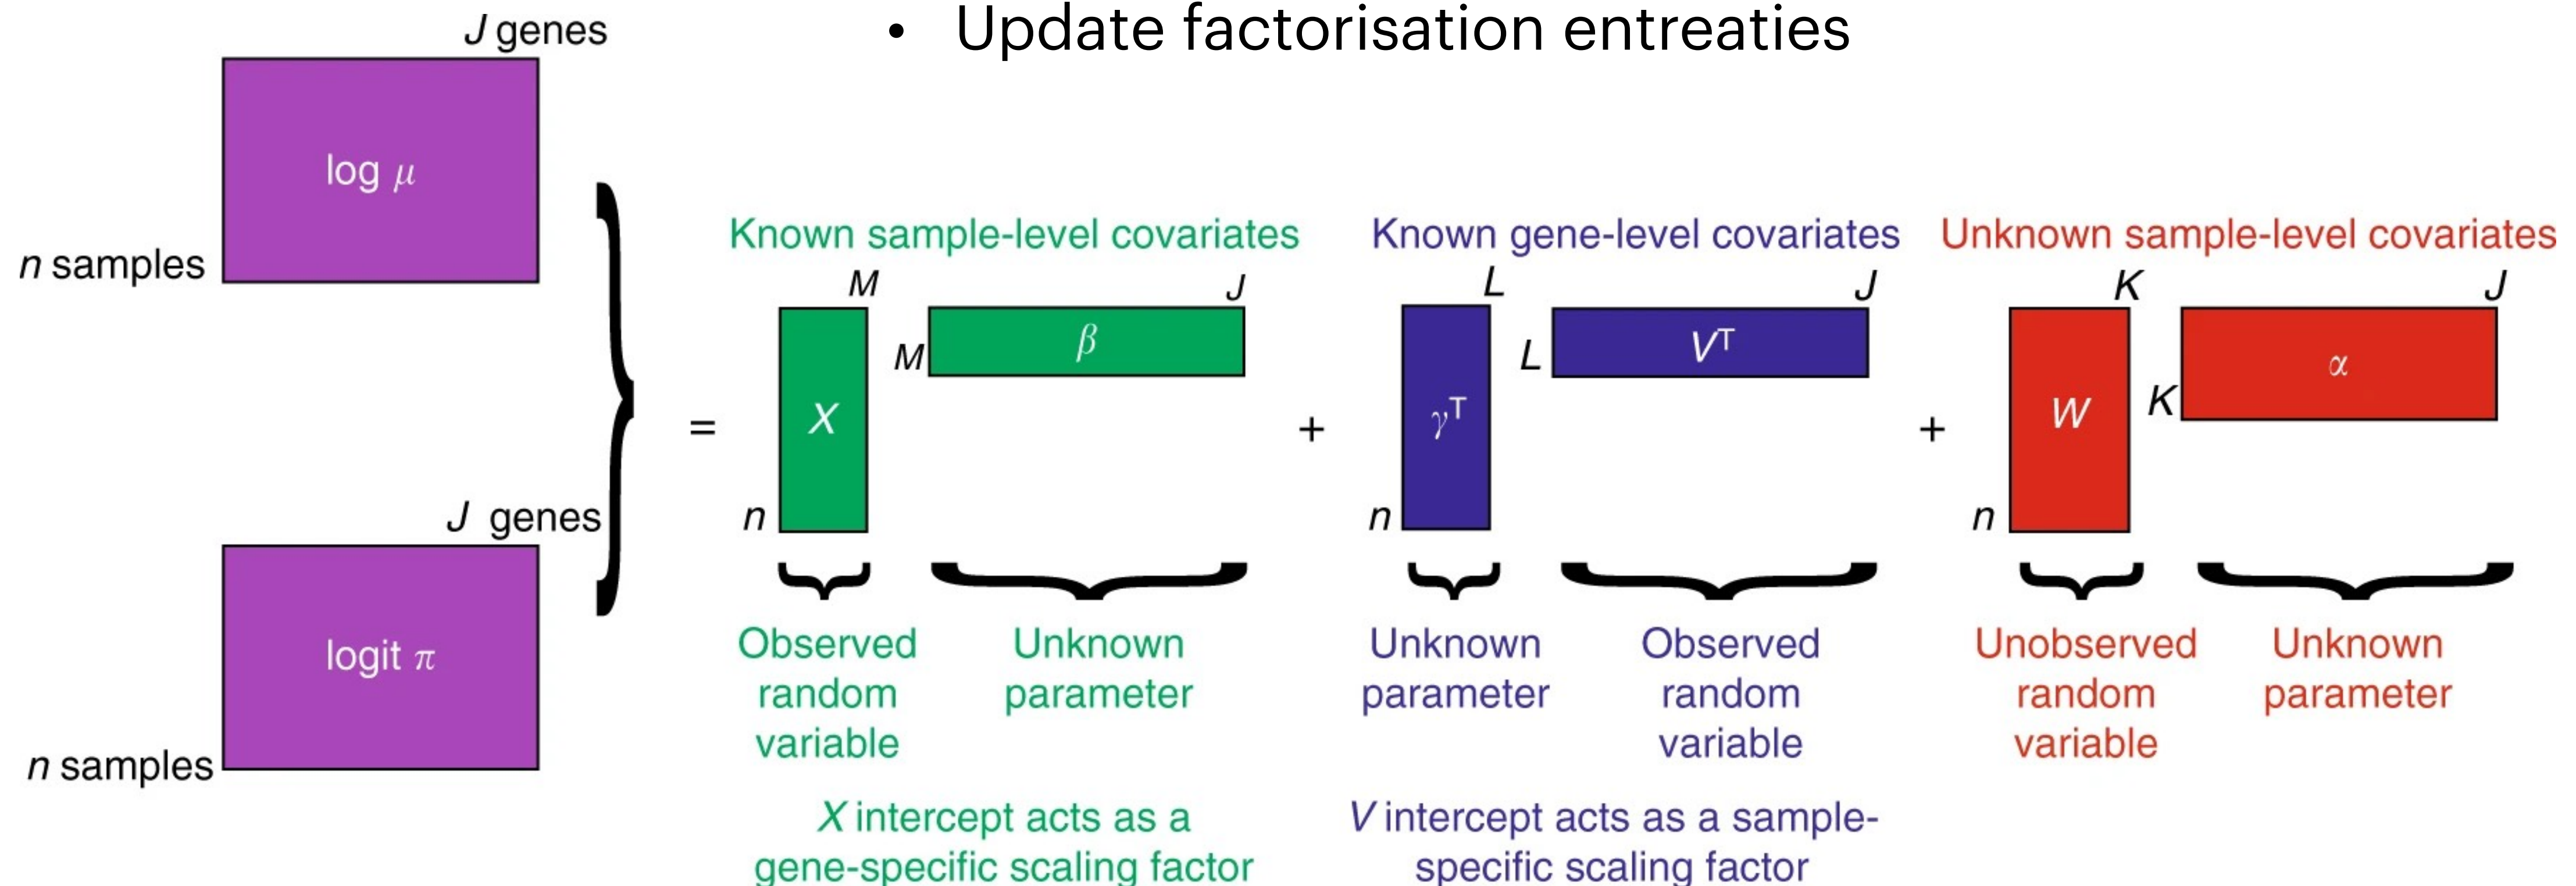 • Update factorisation entreaties
J genes
log μ
n samples
J genes
logit π
n samples
=
Known sample-level covariates
M
J
X
M
β
n
Observed
random
variable
Unknown
parameter
X intercept acts as a
gene-specific scaling factor
+
Known gene-level covariates
L
J
γᵀ
L
Vᵀ
n
Unknown
parameter
Observed
random
variable
V intercept acts as a sample-
specific scaling factor
+
Unknown sample-level covariates
K
J
W
K
α
n
Unobserved
random
variable
Unknown
parameter